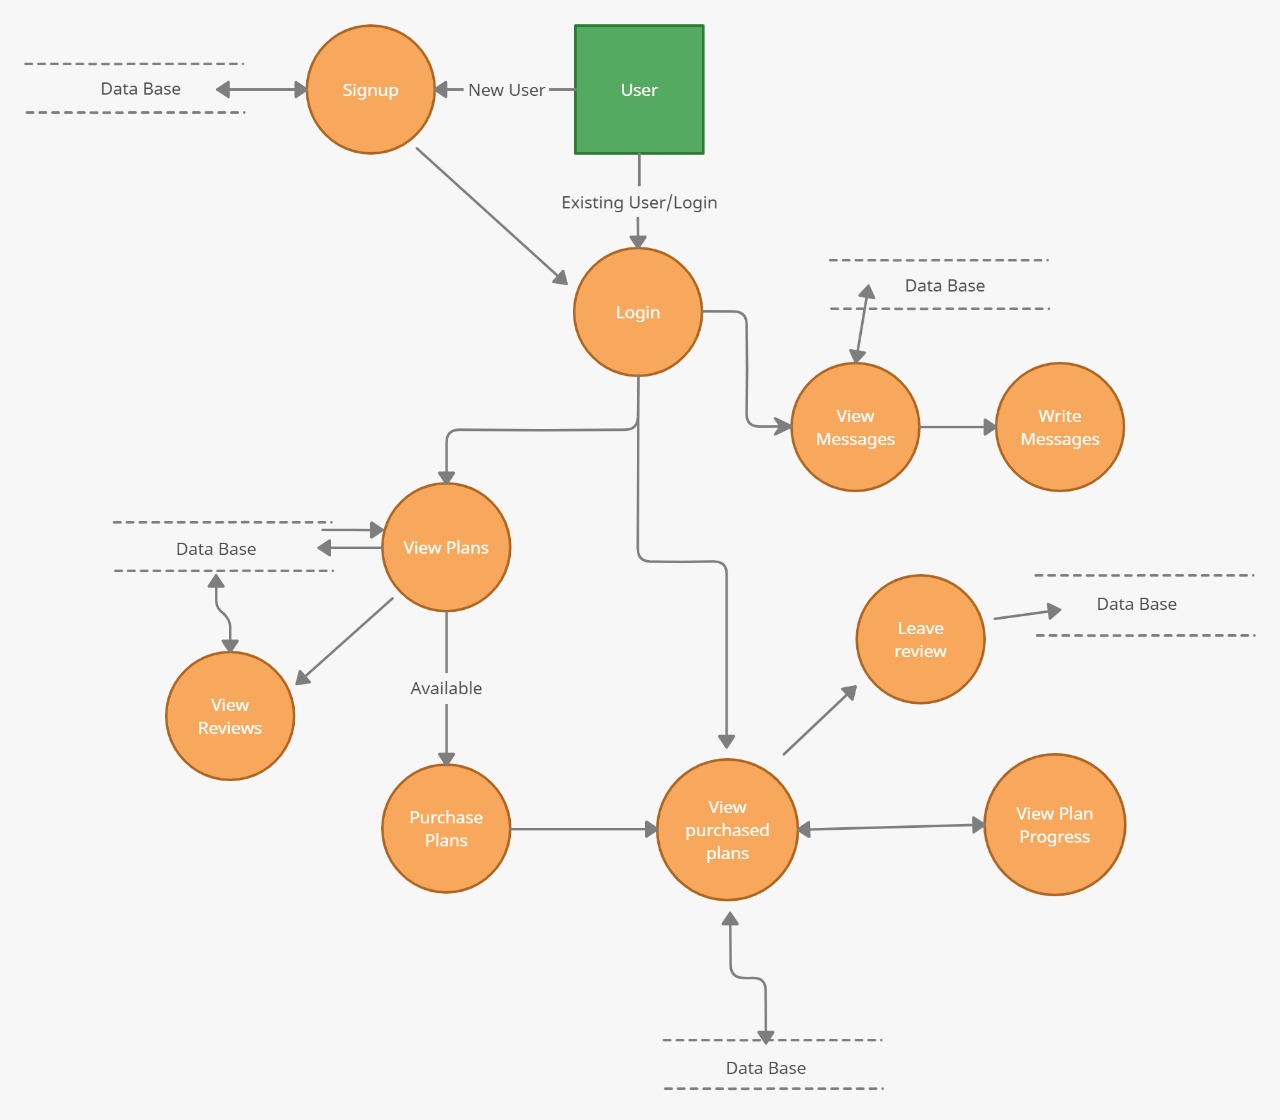 Data Base
Signup
New User
User
Existing User/Login
Login
Data Base
View
Messages
Write
Messages
View Plans
Data Base
Leave
review
Data Base
View
Reviews
Available
Purchase
Plans
View
purchased
plans
View Plan
Progress
Data Base